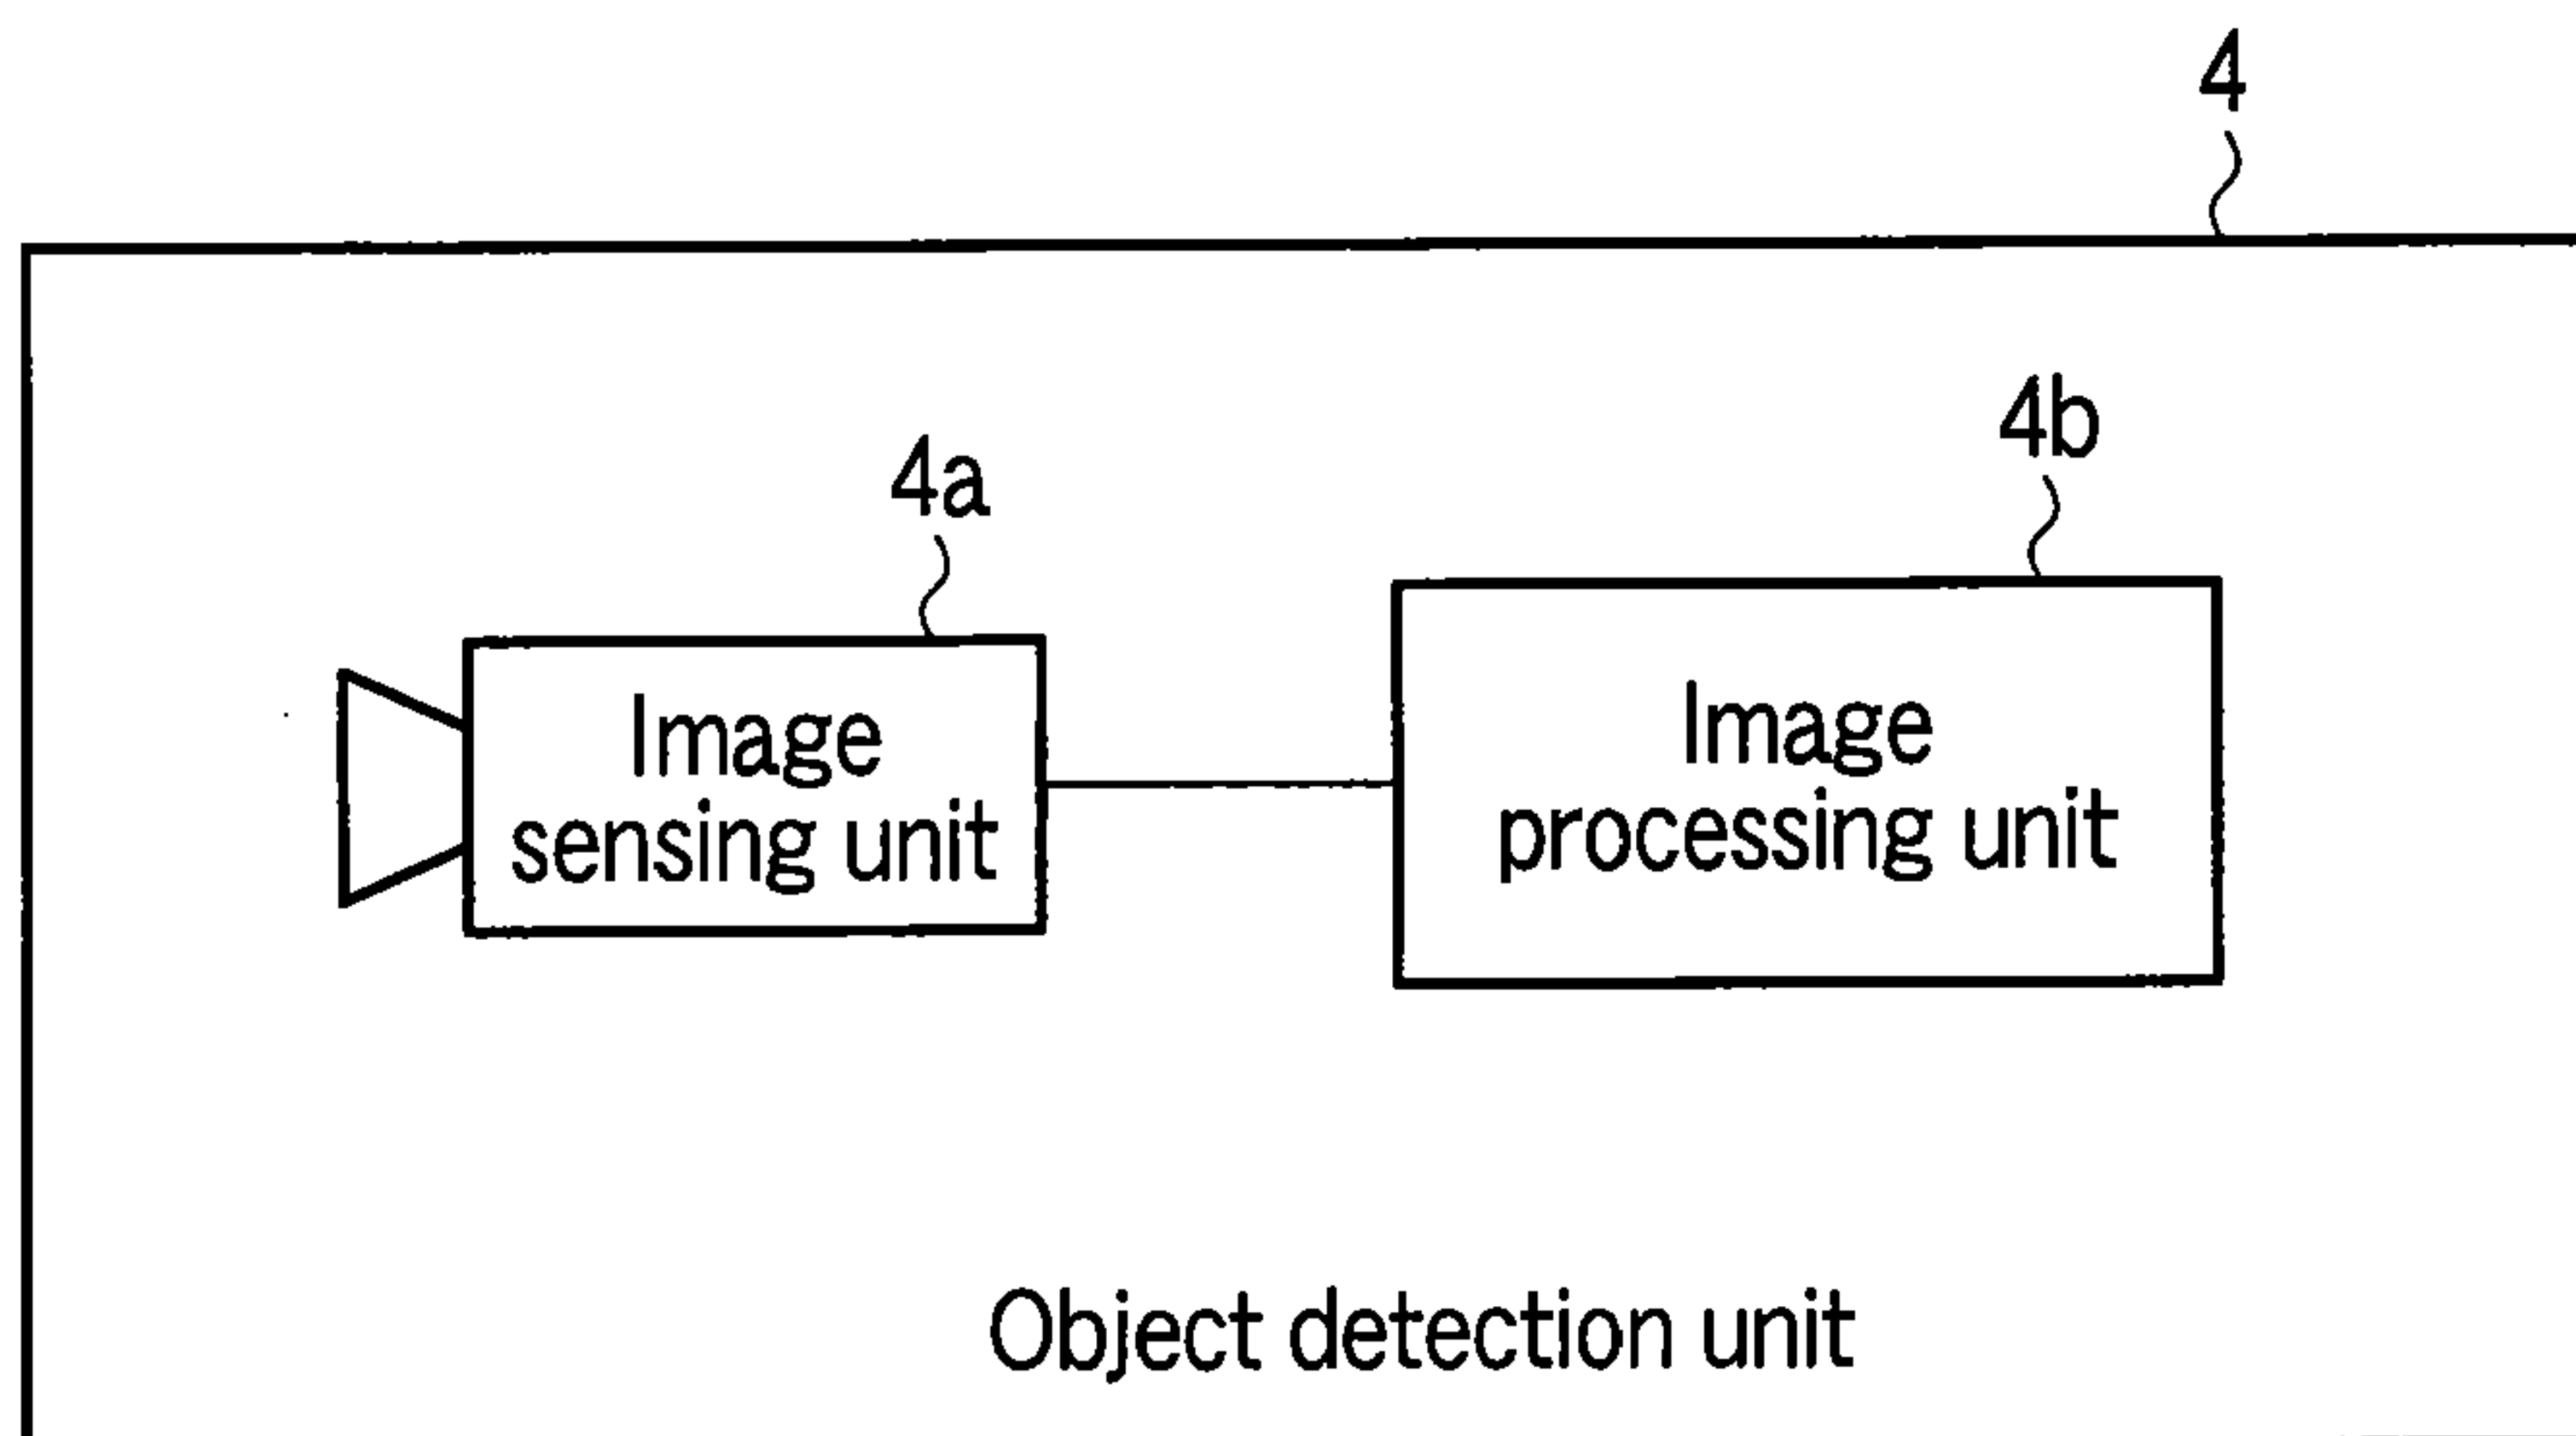 4
4b
4a
Image
sensing unit
Image
processing unit
Object detection unit